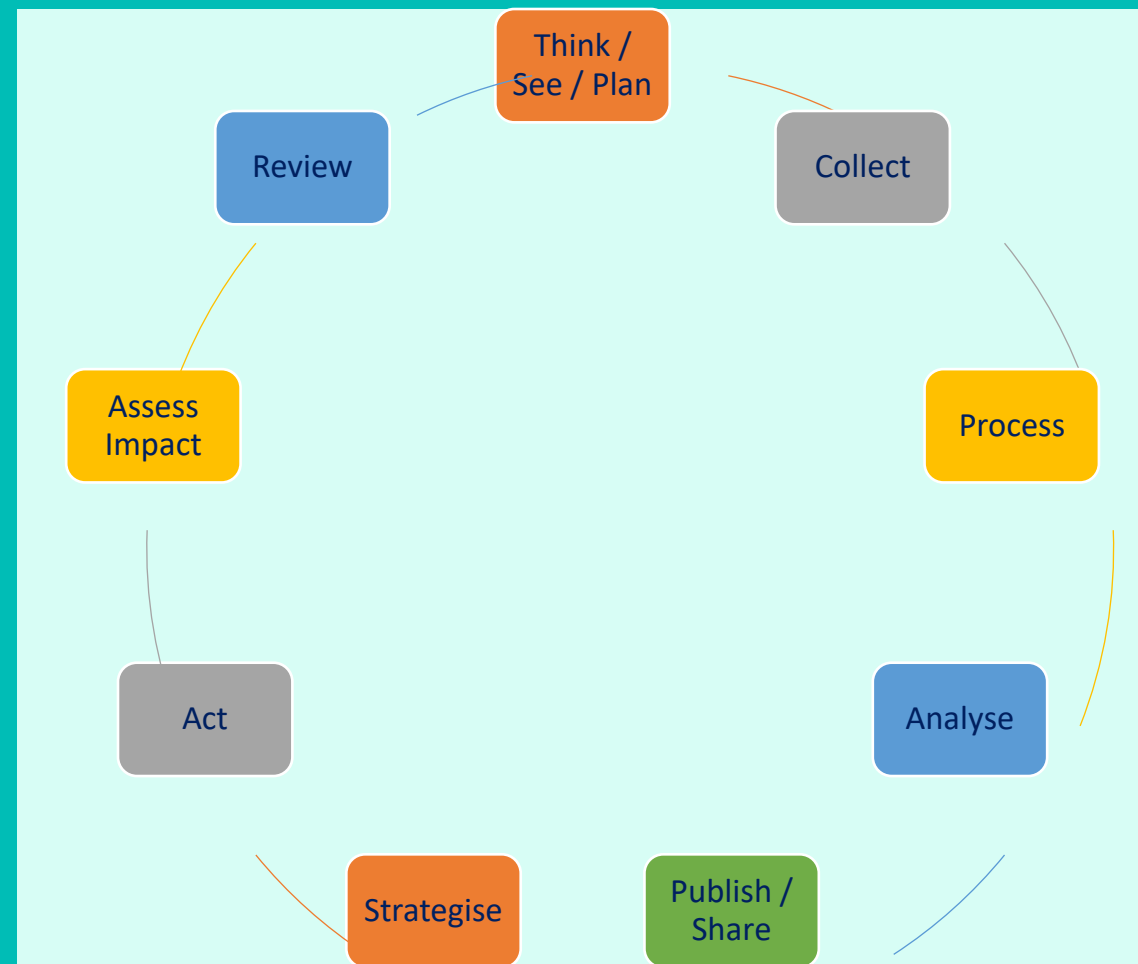 Think /
See / Plan
Collect
Process
Analyse
Publish /
Share
Strategise
Act
Assess
Impact
Review